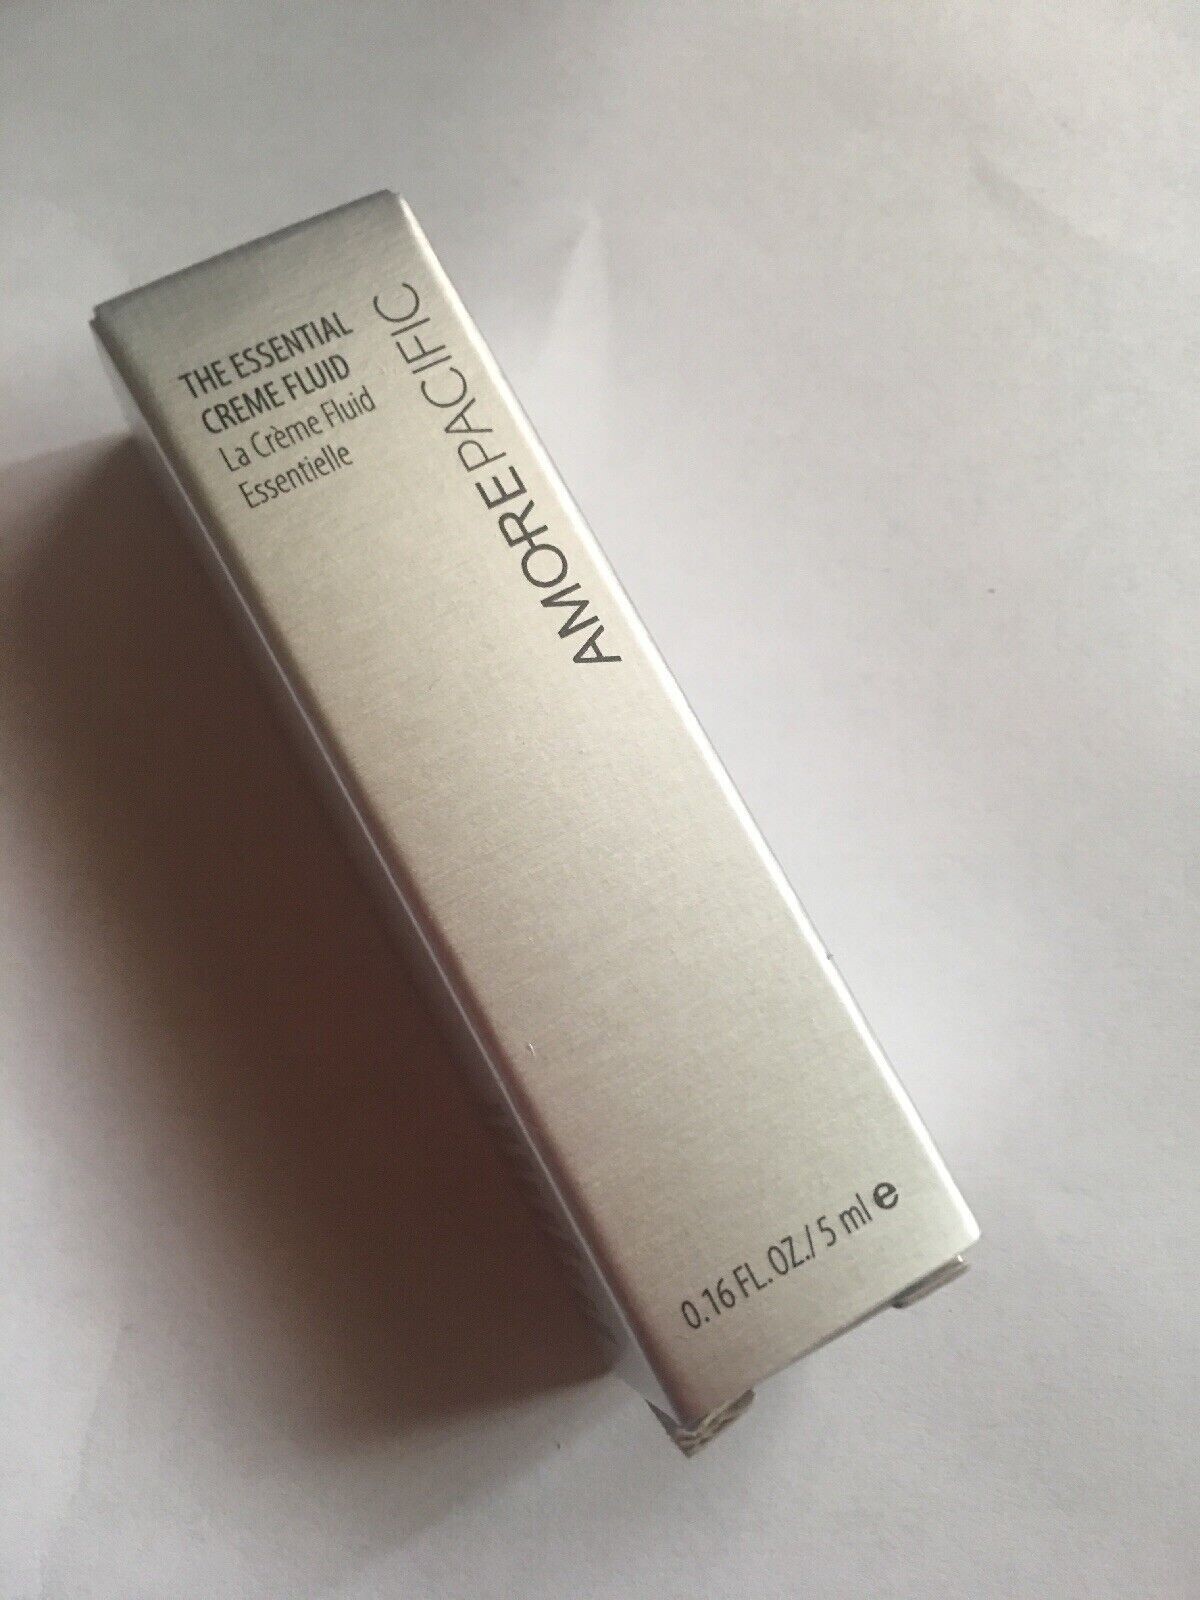 THE ESSENTIAL
CREME FLUID
La Crème Fluid
Essentielle
AMOREPACIFIC
0.16 FL. OZ./ 5 ml e